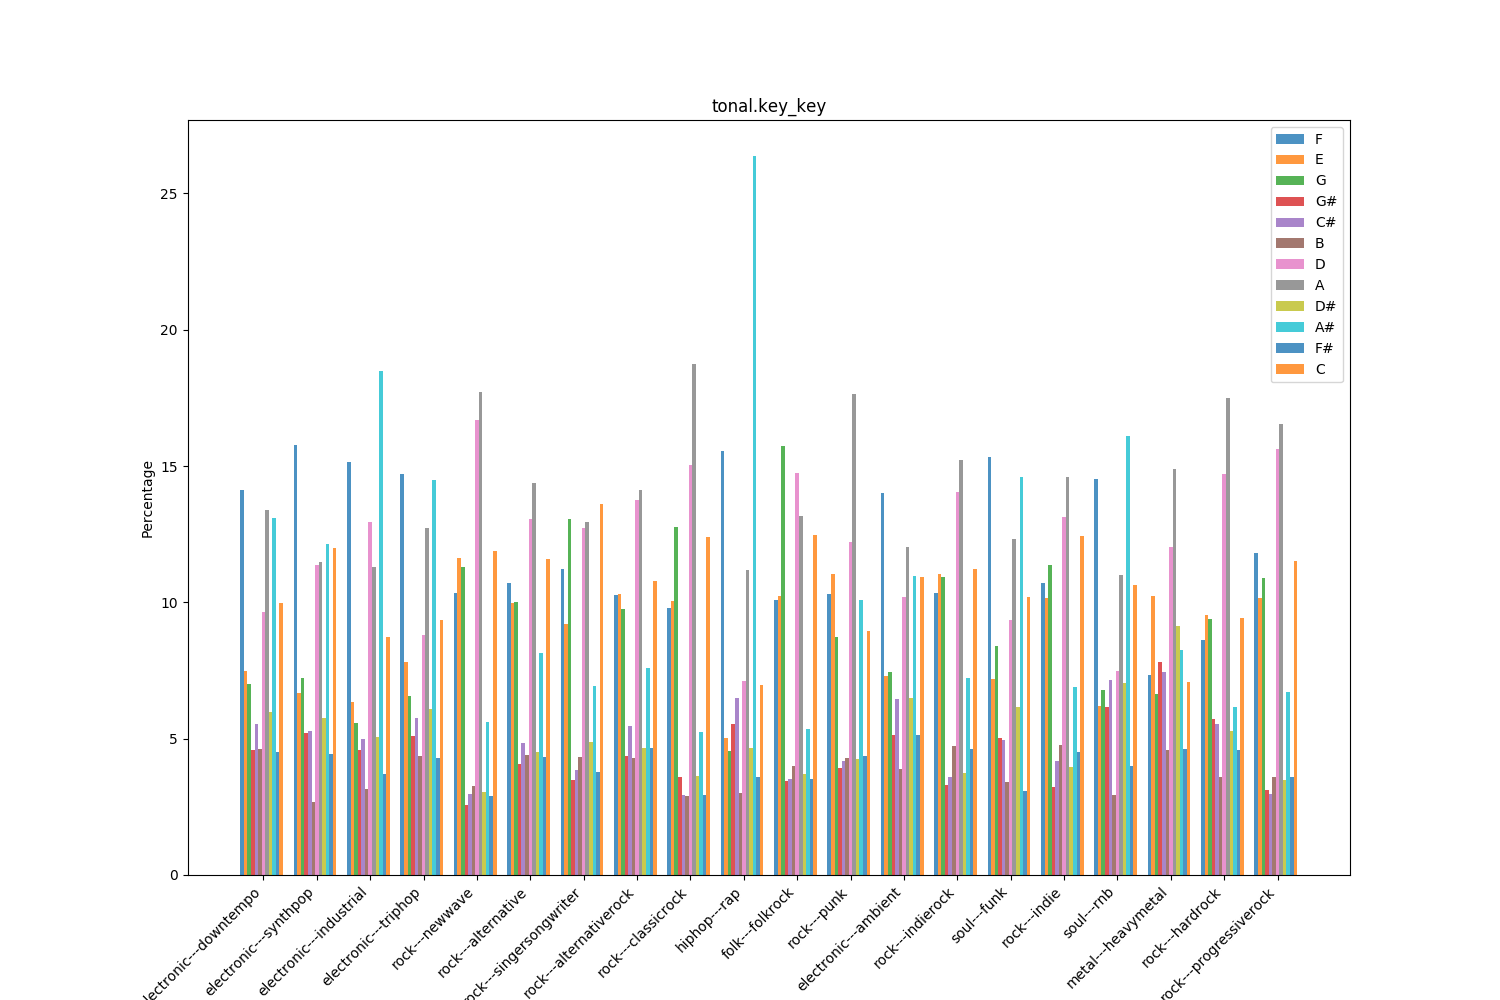 tonal.key_key
F
E
G
G#
C#
B
D
A
D#
A#
F#
C
Percentage
25
20
15
10
5
0
electronic---synthpop
electronic---industrial
electronic---triphop
rock---newwave
rock---alternative
rock---alternativerock
rock---classicrock
hiphop---rap
folk---folkrock
rock---punk
electronic---ambient
rock---indierock
soul---funk
rock---indie
soul---rnb
metal---heavymetal
rock---hardrock
rock---progressiverock